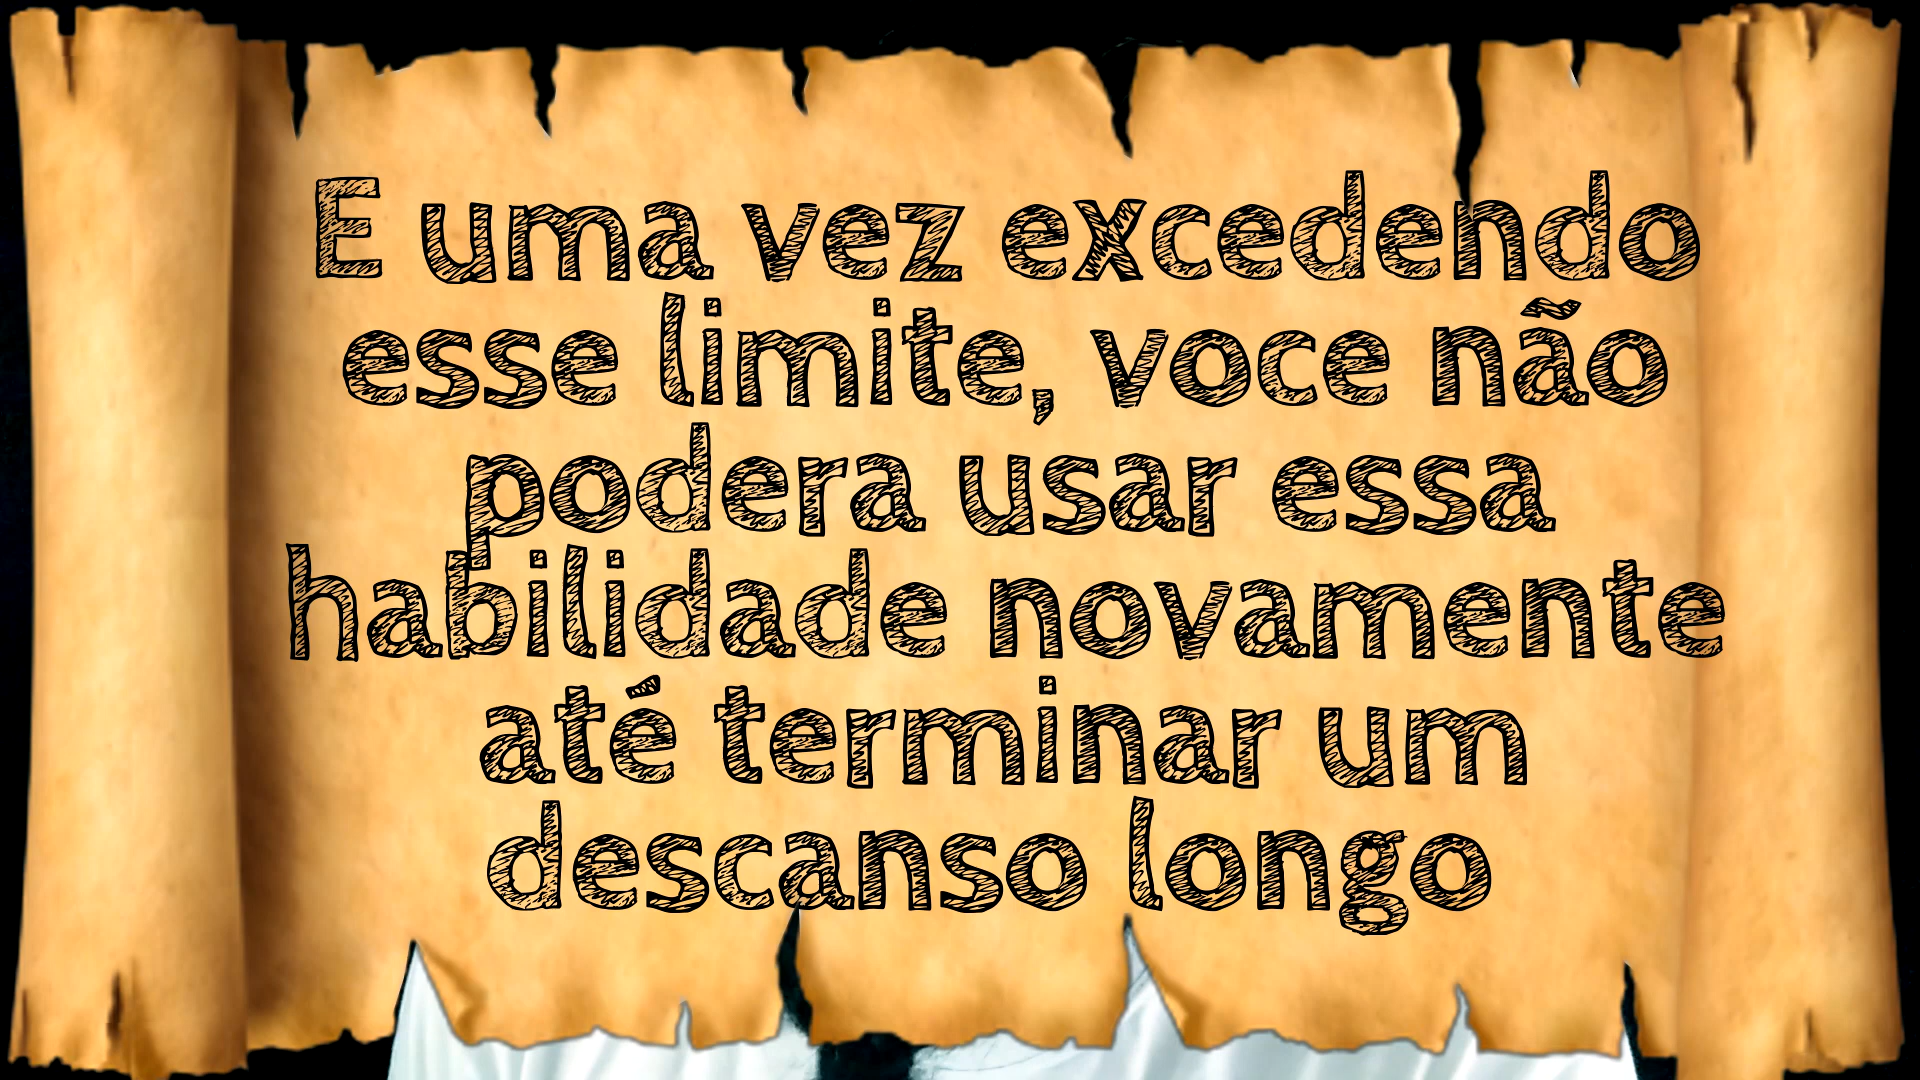 E uma vez excedendo
esse limite, voce não
podera usar essa
habilidade novamente
até terminar um
descanso longo